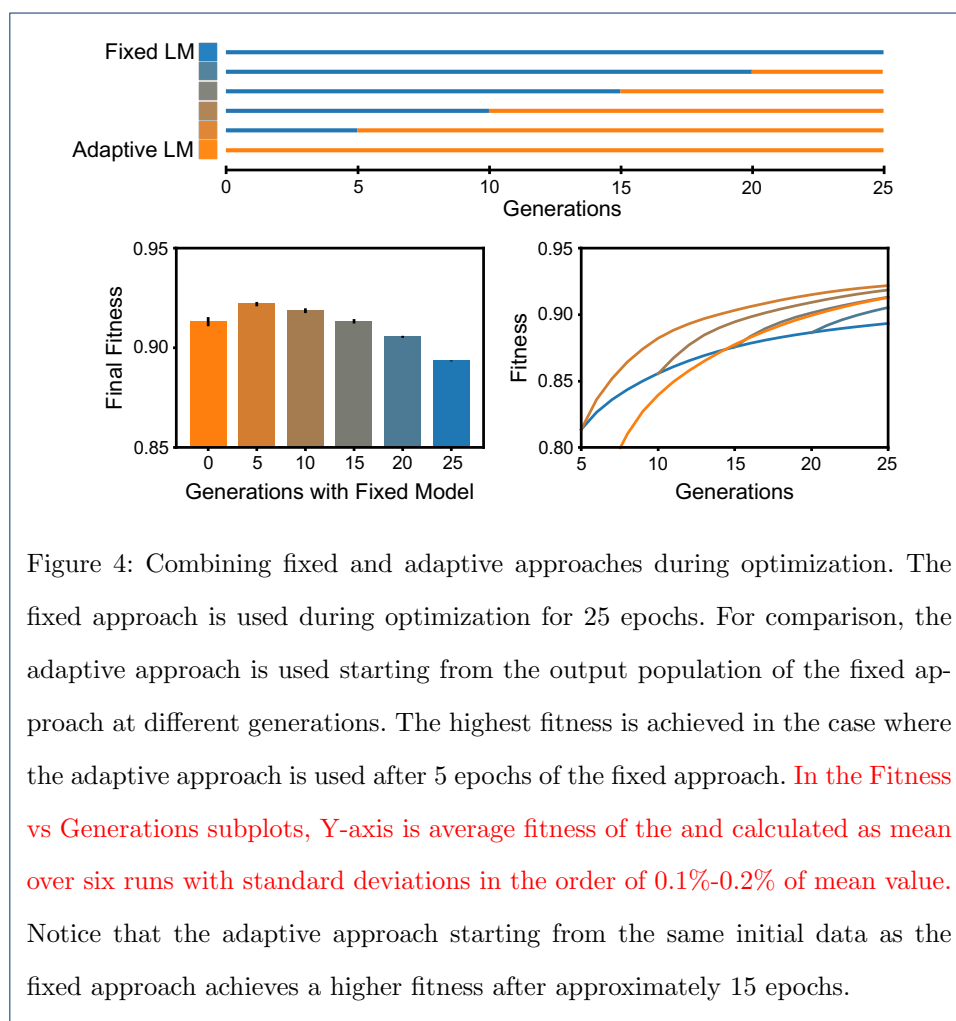 Fixed LM
Adaptive LM
0 5 10 15 20 25
Generations
0.95
0.90
0.85
Final Fitness
0 5 10 15 20 25
Generations with Fixed Model
0.95
0.90
0.85
0.80
Fitness
5 10 15 20 25
Generations
Figure 4: Combining fixed and adaptive approaches during optimization. The
fixed approach is used during optimization for 25 epochs. For comparison, the
adaptive approach is used starting from the output population of the fixed ap-
proach at different generations. The highest fitness is achieved in the case where
the adaptive approach is used after 5 epochs of the fixed approach. In the Fitness
vs Generations subplots, Y-axis is average fitness of the and calculated as mean
over six runs with standard deviations in the order of 0.1%-0.2% of mean value.
Notice that the adaptive approach starting from the same initial data as the
fixed approach achieves a higher fitness after approximately 15 epochs.